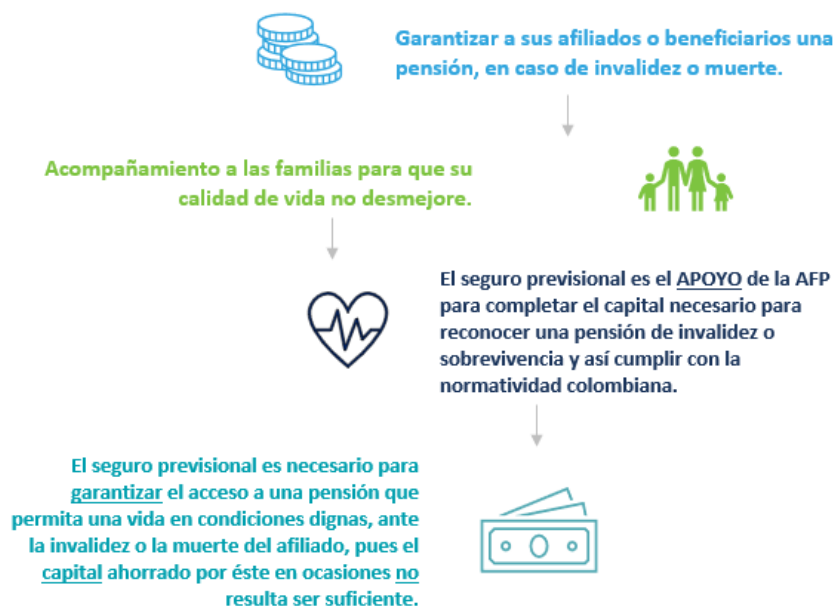 Garantizar a sus afiliados o beneficiarios una
pensión, en caso de invalidez o muerte.
Acompañamiento a las familias para que su
calidad de vida no desmejore.
El seguro previsional es el APOYO de la AFP
para completar el capital necesario para
reconocer una pensión de invalidez o
sobrevivencia y así cumplir con la
normatividad colombiana.
El seguro previsional es necesario para
garantizar el acceso a una pensión que
permita una vida en condiciones dignas, ante
la invalidez o la muerte del afiliado, pues el
capital ahorrado por éste en ocasiones no
resulta ser suficiente.